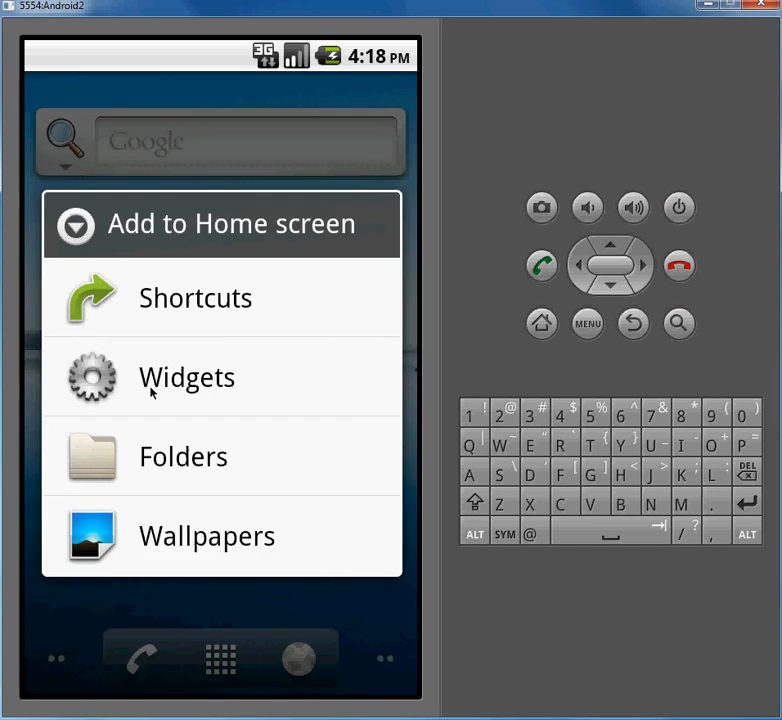 5554:Android2
3G
4:18 PM
Google
Add to Home screen
Shortcuts
Widgets
Folders
Wallpapers
MENU
1 ! 2 @ 3 # 4 $ 5 % 6 ^ 7 & 8 * 9 ( 0 )
Q | W ~ E " R ` T { Y } U _ I - O + P =
A S \ D ' F [ G ] H < J > K ; L : DEL
Z X C V B N M .
ALT SYM @ / ? , ALT